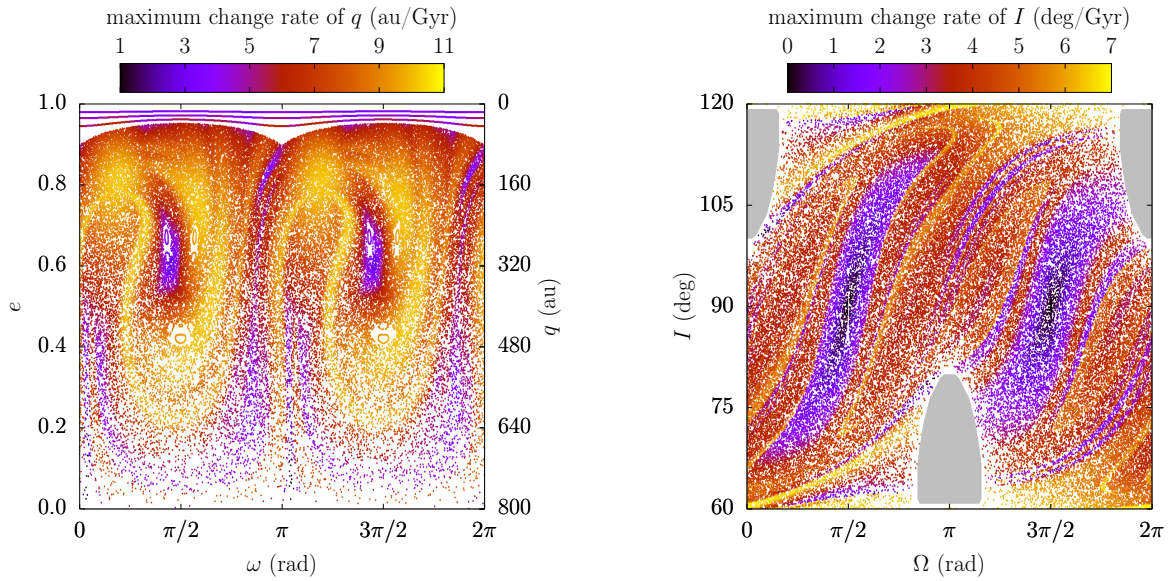 maximum change rate of q (au/Gyr)
1 3 5 7 9 11
1.0
0.8
0.6
0.4
0.2
0.0
e
0
160
320
480
640
800
q (au)
0 π/2 π 3π/2 2π
ω (rad)
maximum change rate of I (deg/Gyr)
0 1 2 3 4 5 6 7
120
105
90
75
60
I (deg)
0 π/2 π 3π/2 2π
Ω (rad)